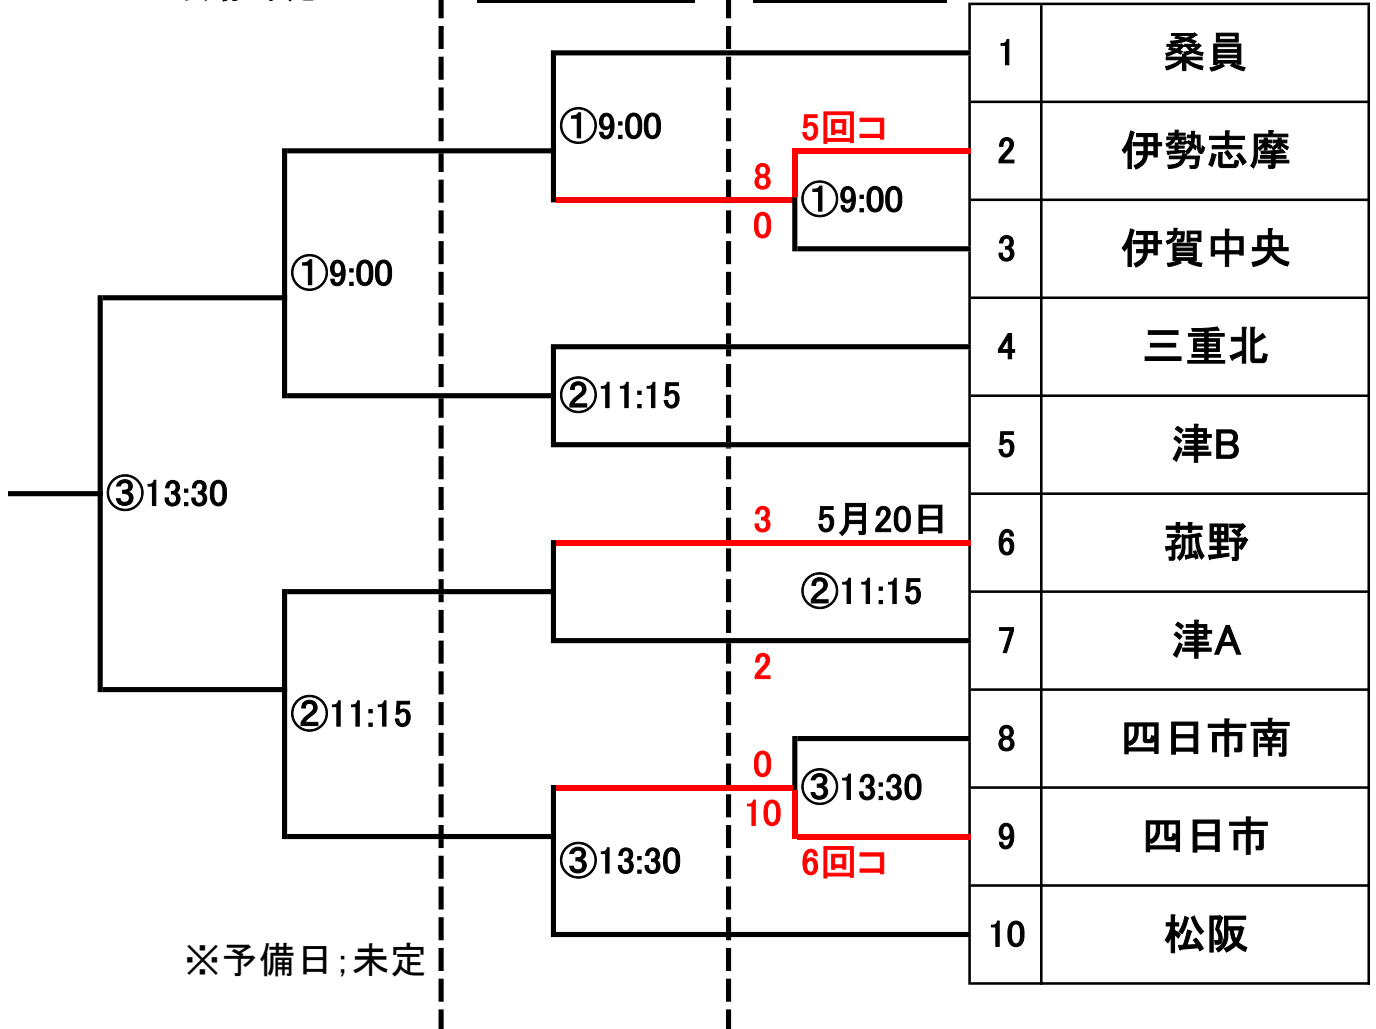 1 桑員
①9:00
5回コ
2 伊勢志摩
8
①9:00
0
3 伊賀中央
①9:00
4 三重北
②11:15
5 津B
③13:30
3 5月20日
6 菰野
②11:15
7 津A
2
②11:15
8 四日市南
0
③13:30
10
9 四日市
6回コ
③13:30
10 松阪
※予備日;未定